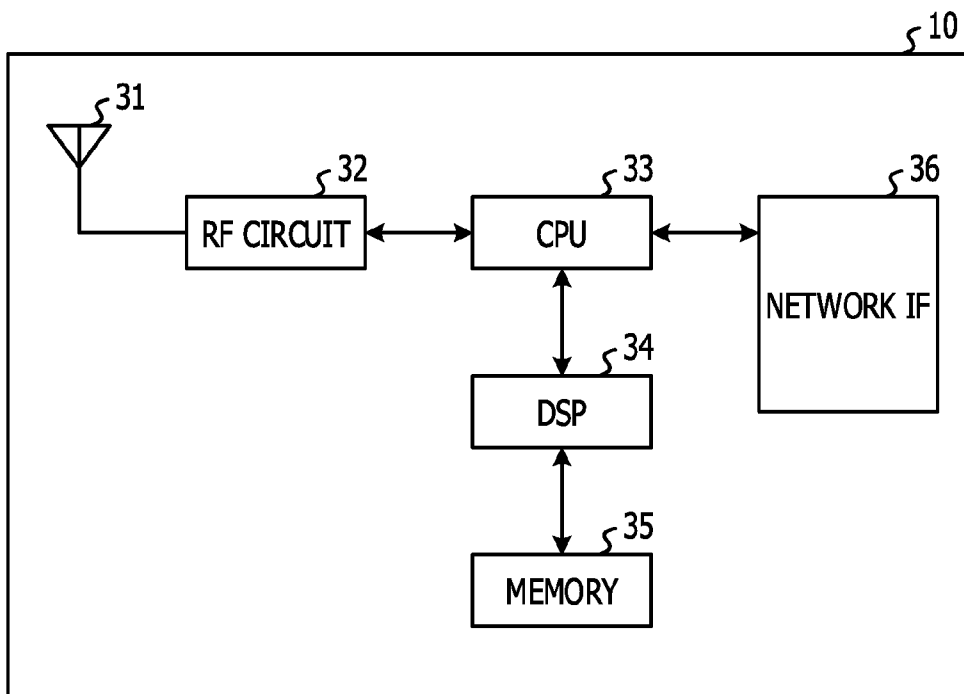 10
31
32
RF CIRCUIT
33
CPU
36
NETWORK IF
34
DSP
35
MEMORY